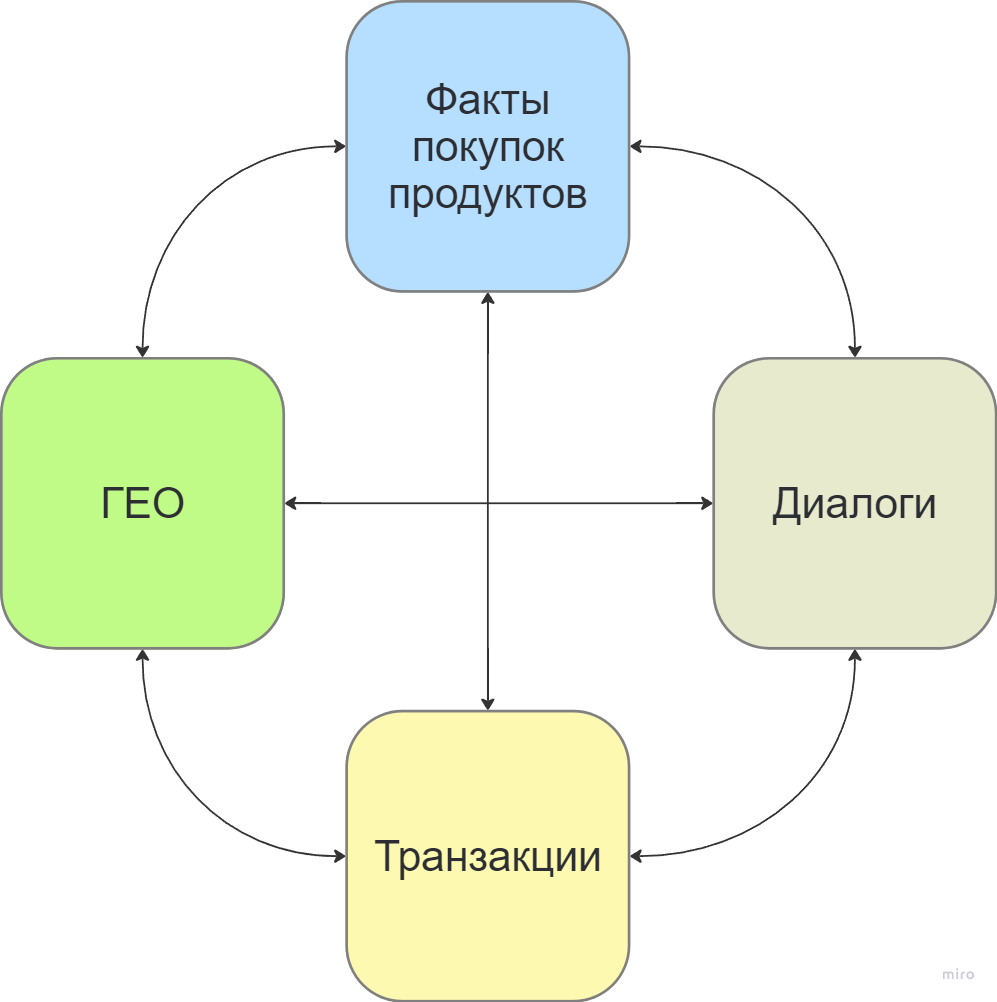 Факты
покупок
продуктов
ГЕО
Диалоги
Транзакции
miro